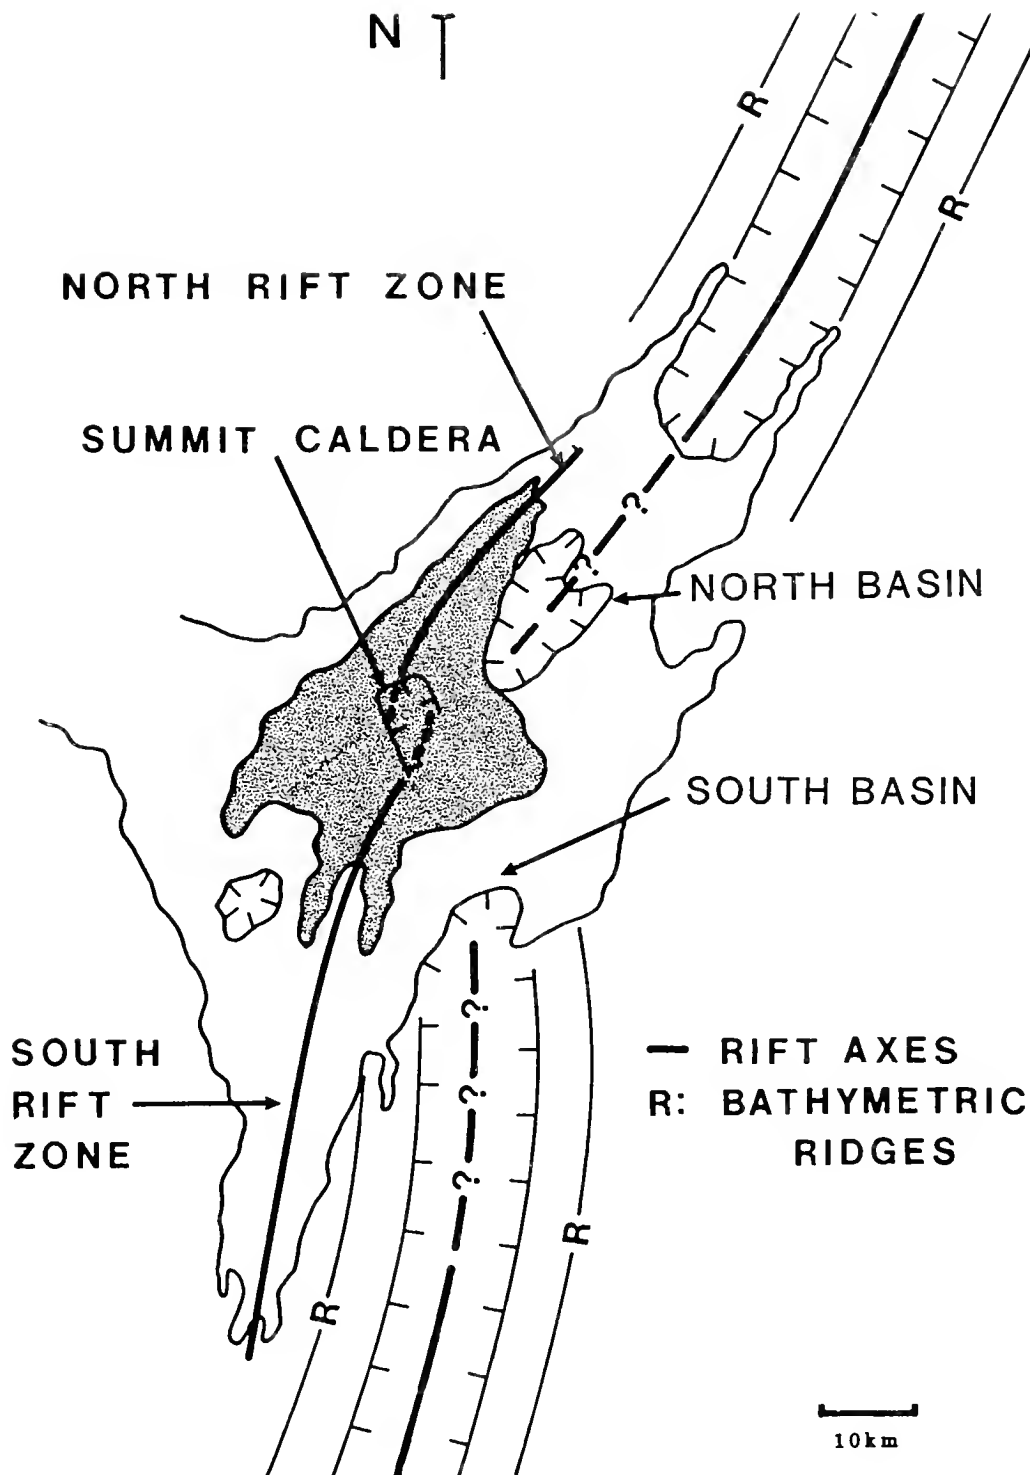 N
R
R
NORTH RIFT ZONE
SUMMIT CALDERA
?
?
NORTH BASIN
SOUTH BASIN
?
SOUTH
RIFT
ZONE
RIFT AXES
R: BATHYMETRIC
RIDGES
?
?
R
R
10km